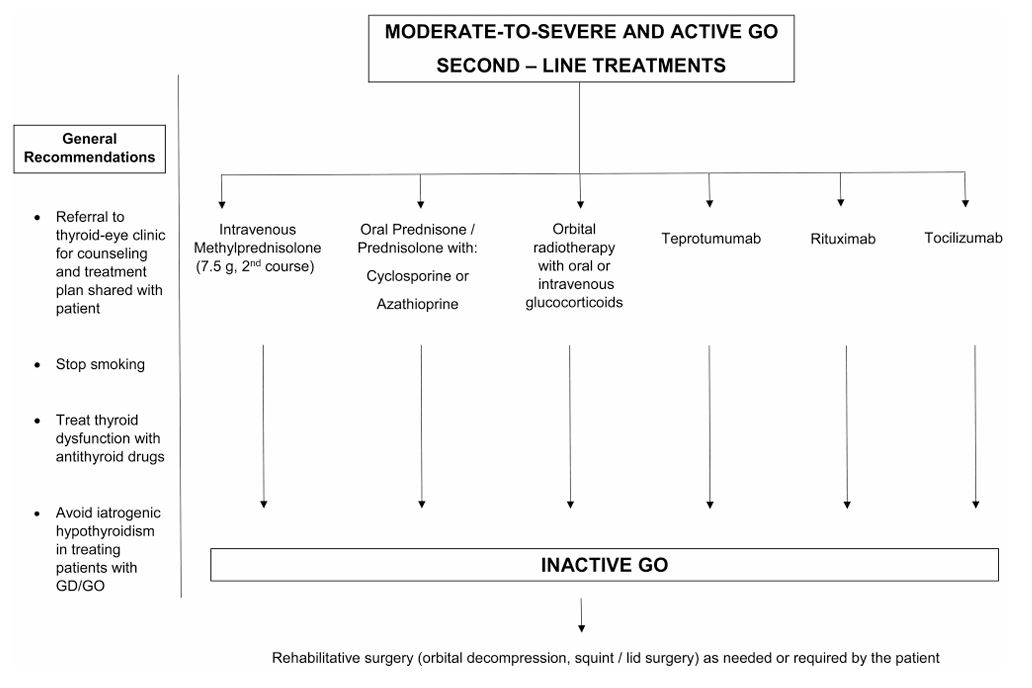 MODERATE-TO-SEVERE AND ACTIVE GO
SECOND – LINE TREATMENTS
General
Recommendations
• Referral to
thyroid-eye clinic
for counseling
and treatment
plan shared with
patient
• Stop smoking
• Treat thyroid
dysfunction with
antithyroid drugs
• Avoid iatrogenic
hypothyroidism
in treating
patients with
GD/GO
Intravenous
Methylprednisolone
(7.5 g, 2nd course)
Oral Prednisone /
Prednisolone with:
Cyclosporine or
Azathioprine
Orbital
radiotherapy
with oral or
intravenous
glucocorticoids
Teprotumumab
Rituximab
Tocilizumab
INACTIVE GO
Rehabilitative surgery (orbital decompression, squint / lid surgery) as needed or required by the patient